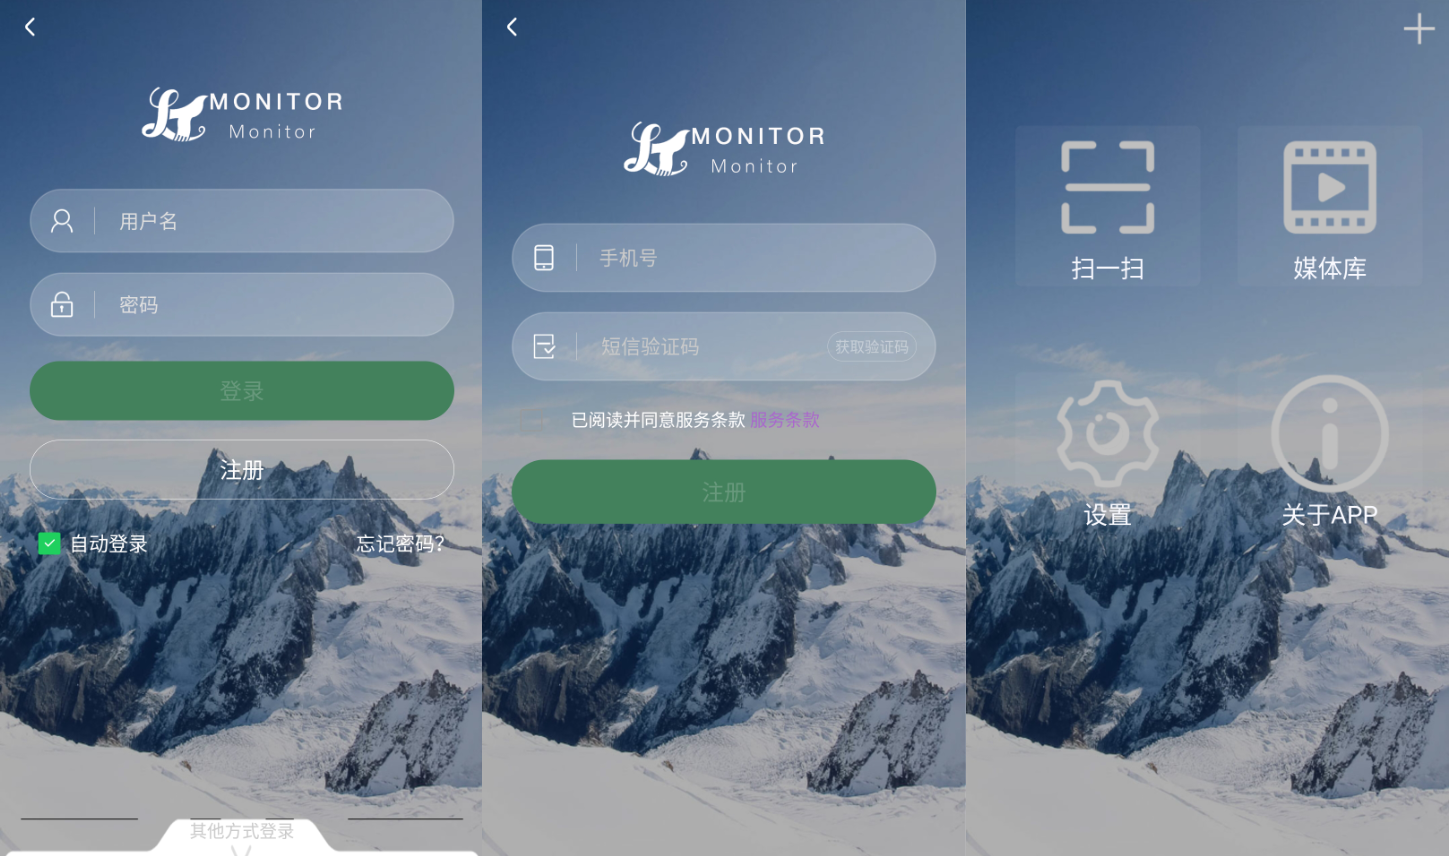 MONITOR
Monitor
用户名
密码
登录
注册
自动登录
忘记密码?
其他方式登录
MONITOR
Monitor
手机号
短信验证码
获取验证码
已阅读并同意服务条款 服务条款
注册
扫一扫
媒体库
设置
关于APP